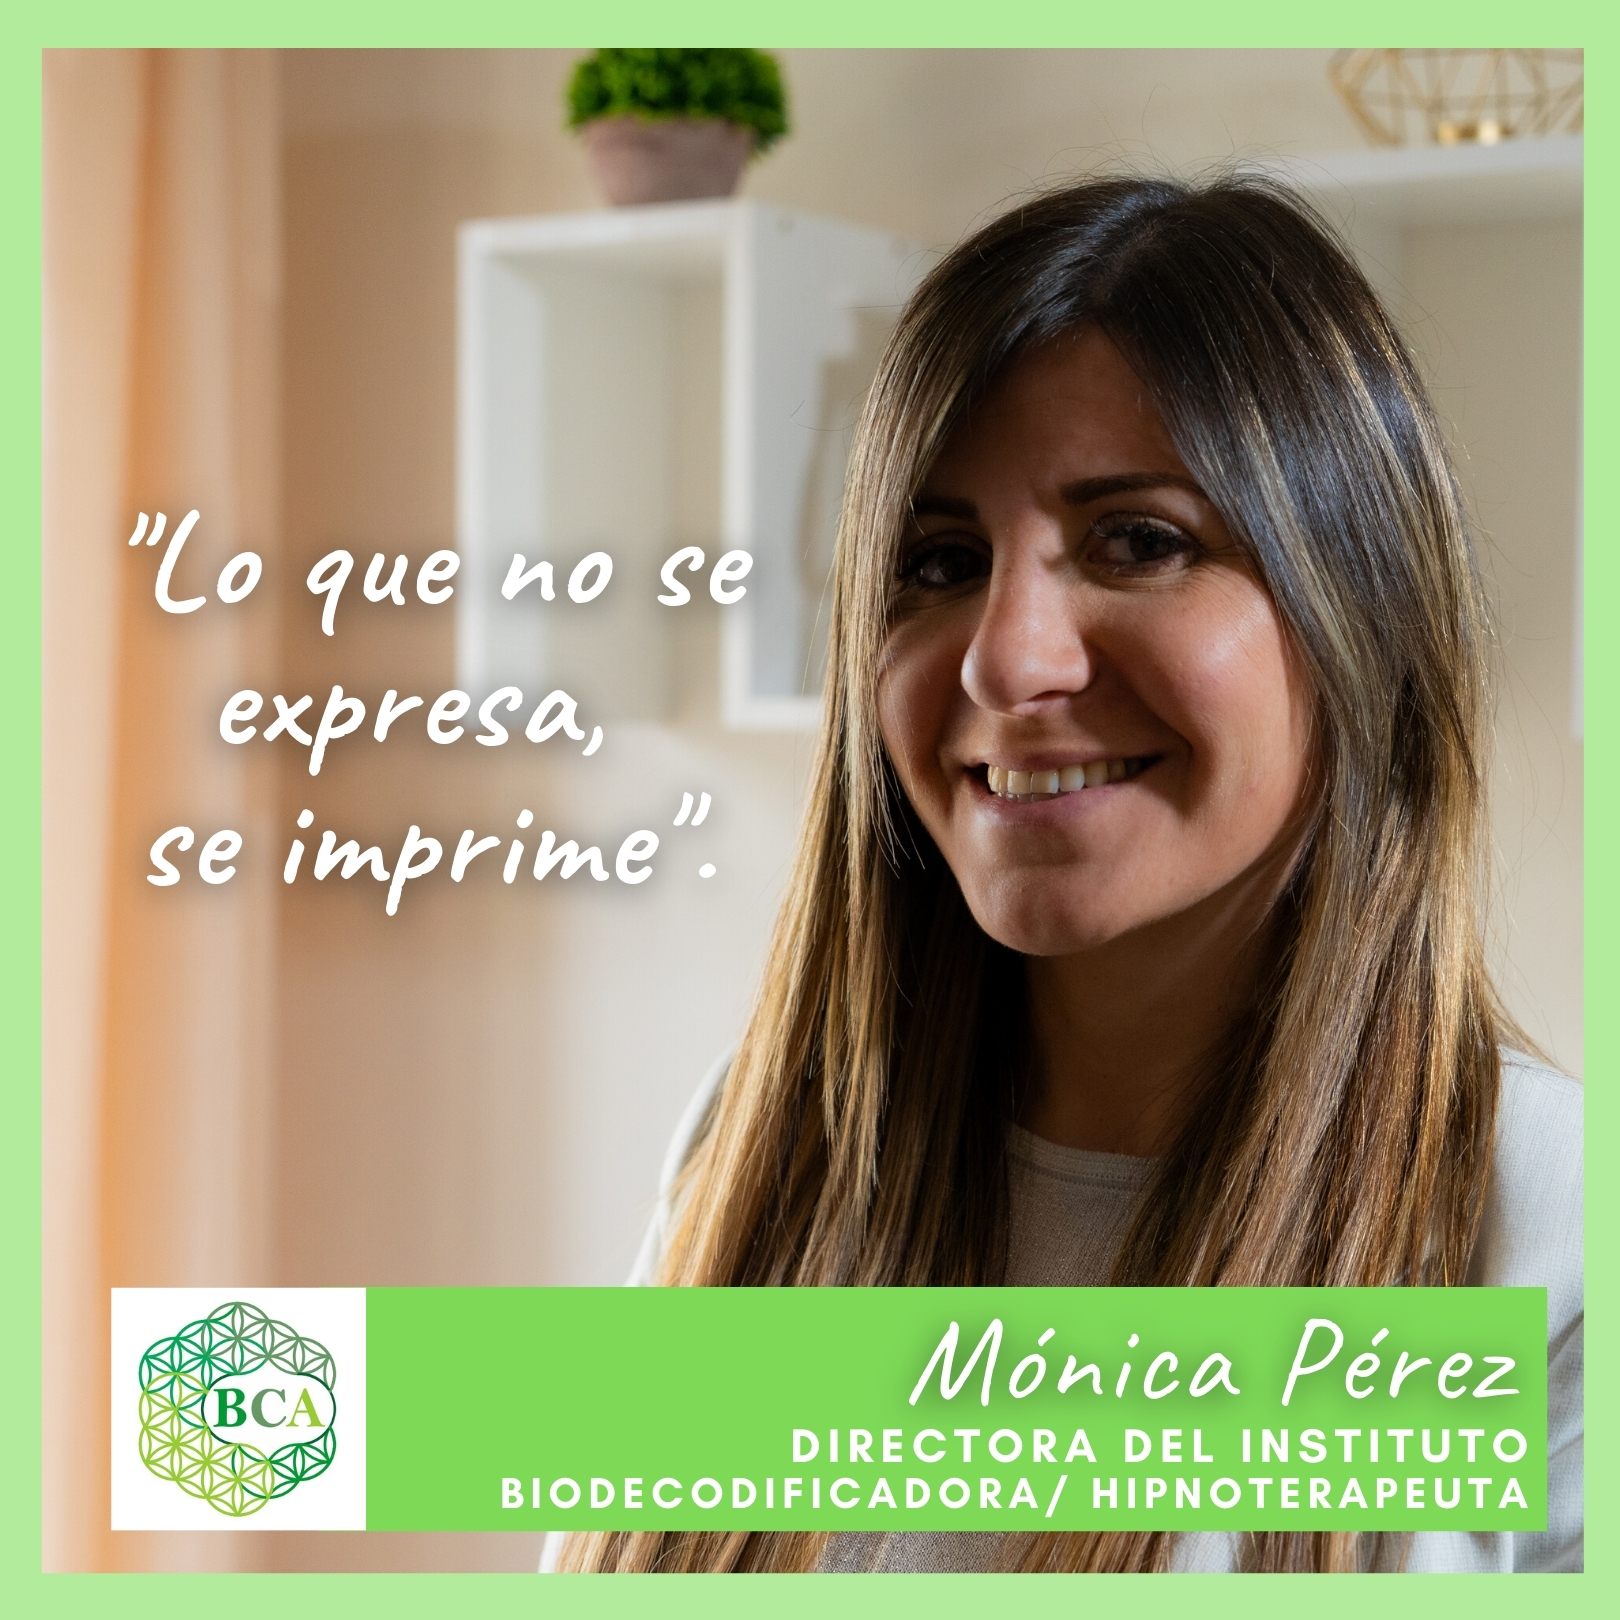 "Lo que no se
expresa,
se imprime".
BCA
Mónica Pérez
DIRECTORA DEL INSTITUTO
BIODECODIFICADORA/ HIPNOTERAPEUTA